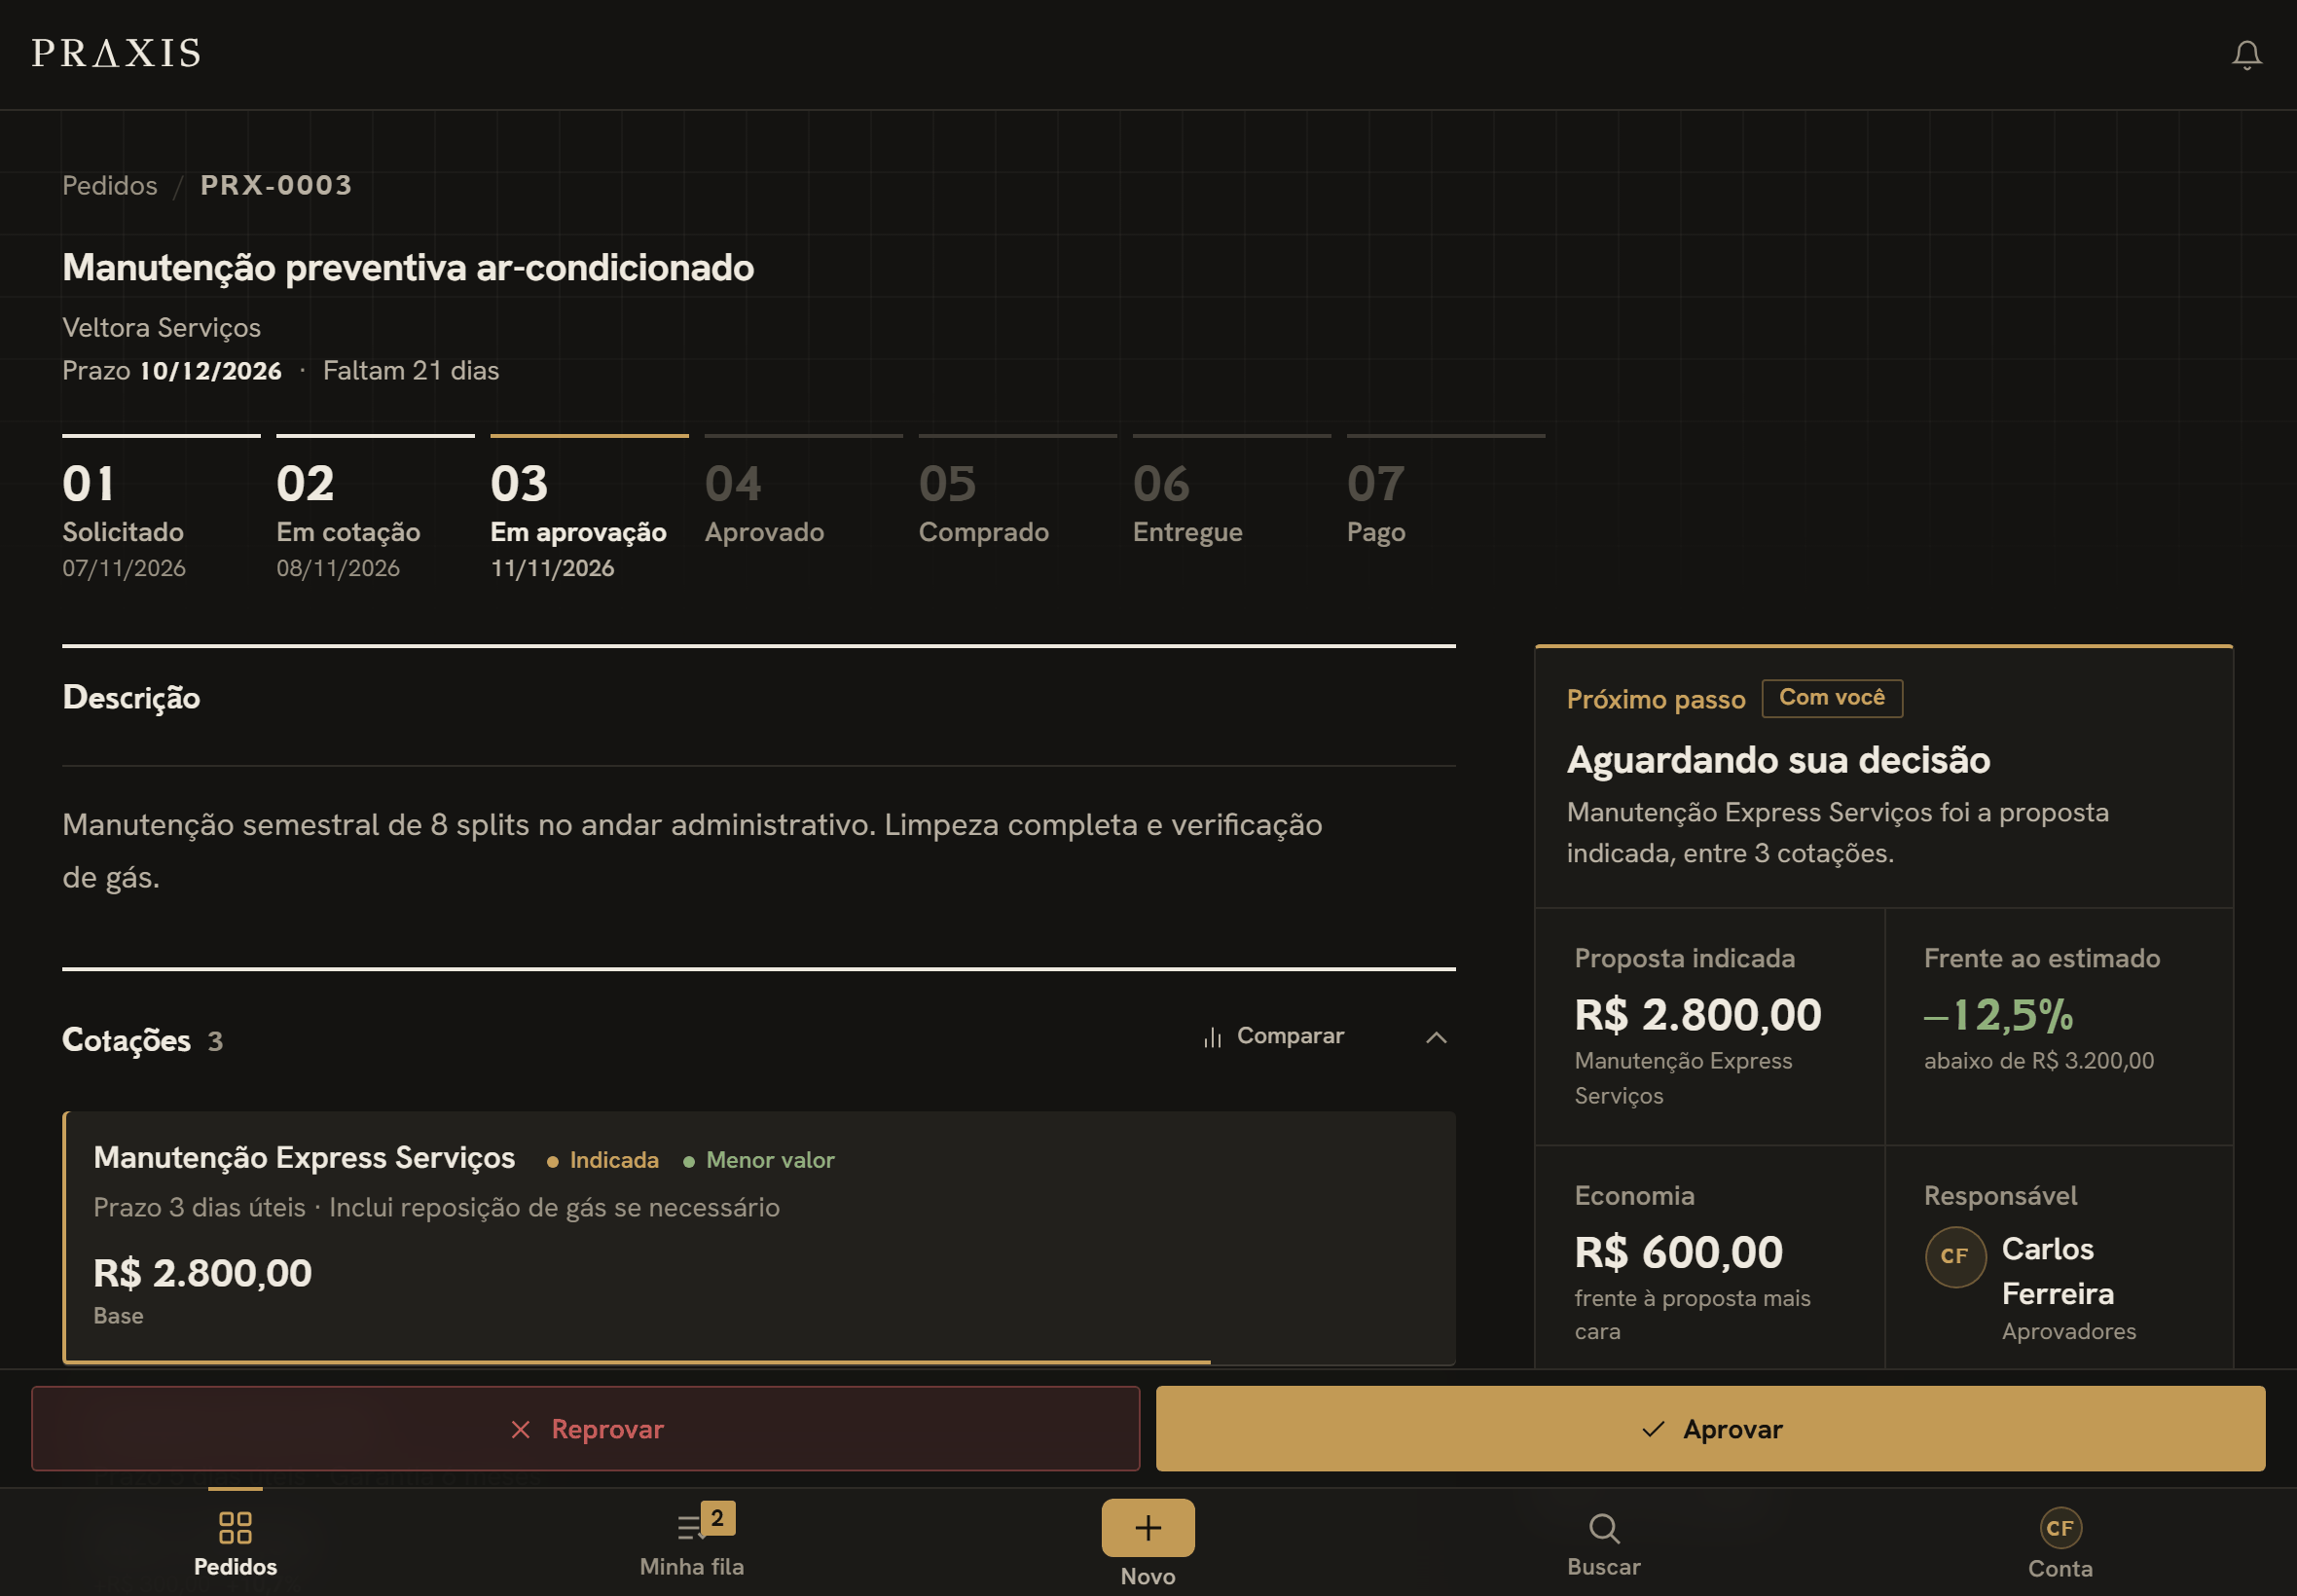 PRΔXIS
Pedidos / PRX-0003
Manutenção preventiva ar-condicionado
Veltora Serviços
Prazo 10/12/2026 · Faltam 21 dias
01
Solicitado
07/11/2026
02
Em cotação
08/11/2026
03
Em aprovação
11/11/2026
04
Aprovado
05
Comprado
06
Entregue
07
Pago
Descrição
Manutenção semestral de 8 splits no andar administrativo. Limpeza completa e verificação
de gás.
Cotações 3
Comparar
Manutenção Express Serviços
Indicada
Menor valor
Prazo 3 dias úteis · Inclui reposição de gás se necessário
R$ 2.800,00
Base
Próximo passo
Com você
Aguardando sua decisão
Manutenção Express Serviços foi a proposta
indicada, entre 3 cotações.
Proposta indicada
R$ 2.800,00
Manutenção Express
Serviços
Frente ao estimado
–12,5%
abaixo de R$ 3.200,00
Economia
R$ 600,00
frente à proposta mais
cara
Responsável
CF
Carlos
Ferreira
Aprovadores
Reprovar
Aprovar
Pedidos
2
Minha fila
Novo
Buscar
CF
Conta